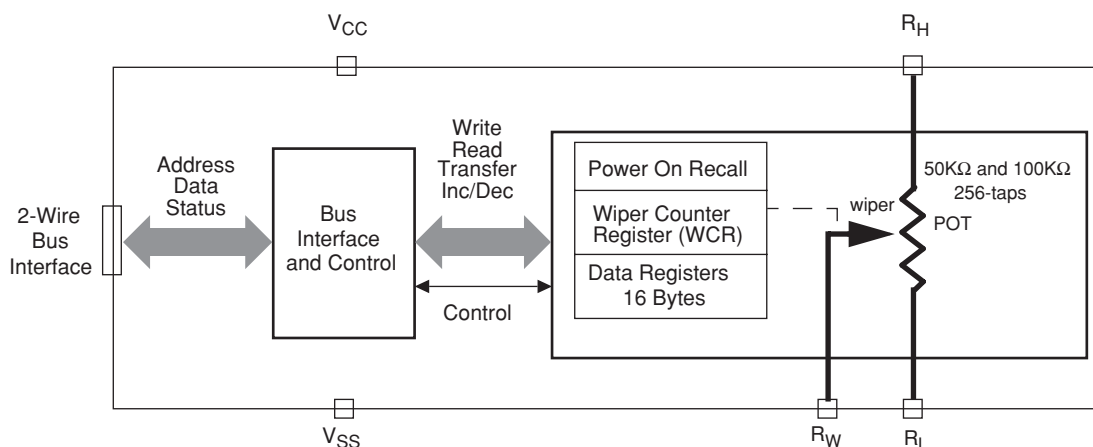 VCC
RH
Address
Data
Status
Write
Read
Transfer
Inc/Dec
2-Wire
Bus
Interface
Bus
Interface
and Control
Control
Power On Recall
Wiper Counter
Register (WCR)
Data Registers
16 Bytes
wiper
50KΩ and 100KΩ
256-taps
POT
VSS
RW